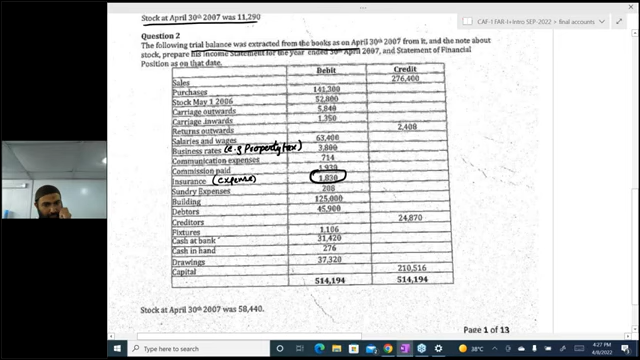 CAF-1 FAR-I+Intro SEP-2022 > final accounts
Stock at April 30th 2007 was 11,290
Question 2
The following trial balance was extracted from the books as on April 30th 2007 from it, and the note about
stock, prepare his Income Statement for the year ended 30th April 2007, and Statement of Financial
Position as on that date.
Debit Credit
Sales 276,400
Purchases 141,300
Stock May 1 2006 52,800
Carriage outwards 5,840
Carriage inwards 1,350
Returns outwards 2,408
Salaries and wages 63,400
Business rates (e.g Property tax) 3,800
Communication expenses 714
Commission paid 1,930
Insurance (expense) 1,830
Sundry Expenses 208
Building 125,000
Debtors 45,900
Creditors 24,870
Fixtures 1,106
Cash at bank 31,420
Cash in hand 276
Drawings 37,320
Capital 210,516
514,194 514,194
Stock at April 30th 2007 was 58,440.
Page 1 of 13
Type here to search
38°C
4:27 PM
4/8/2022